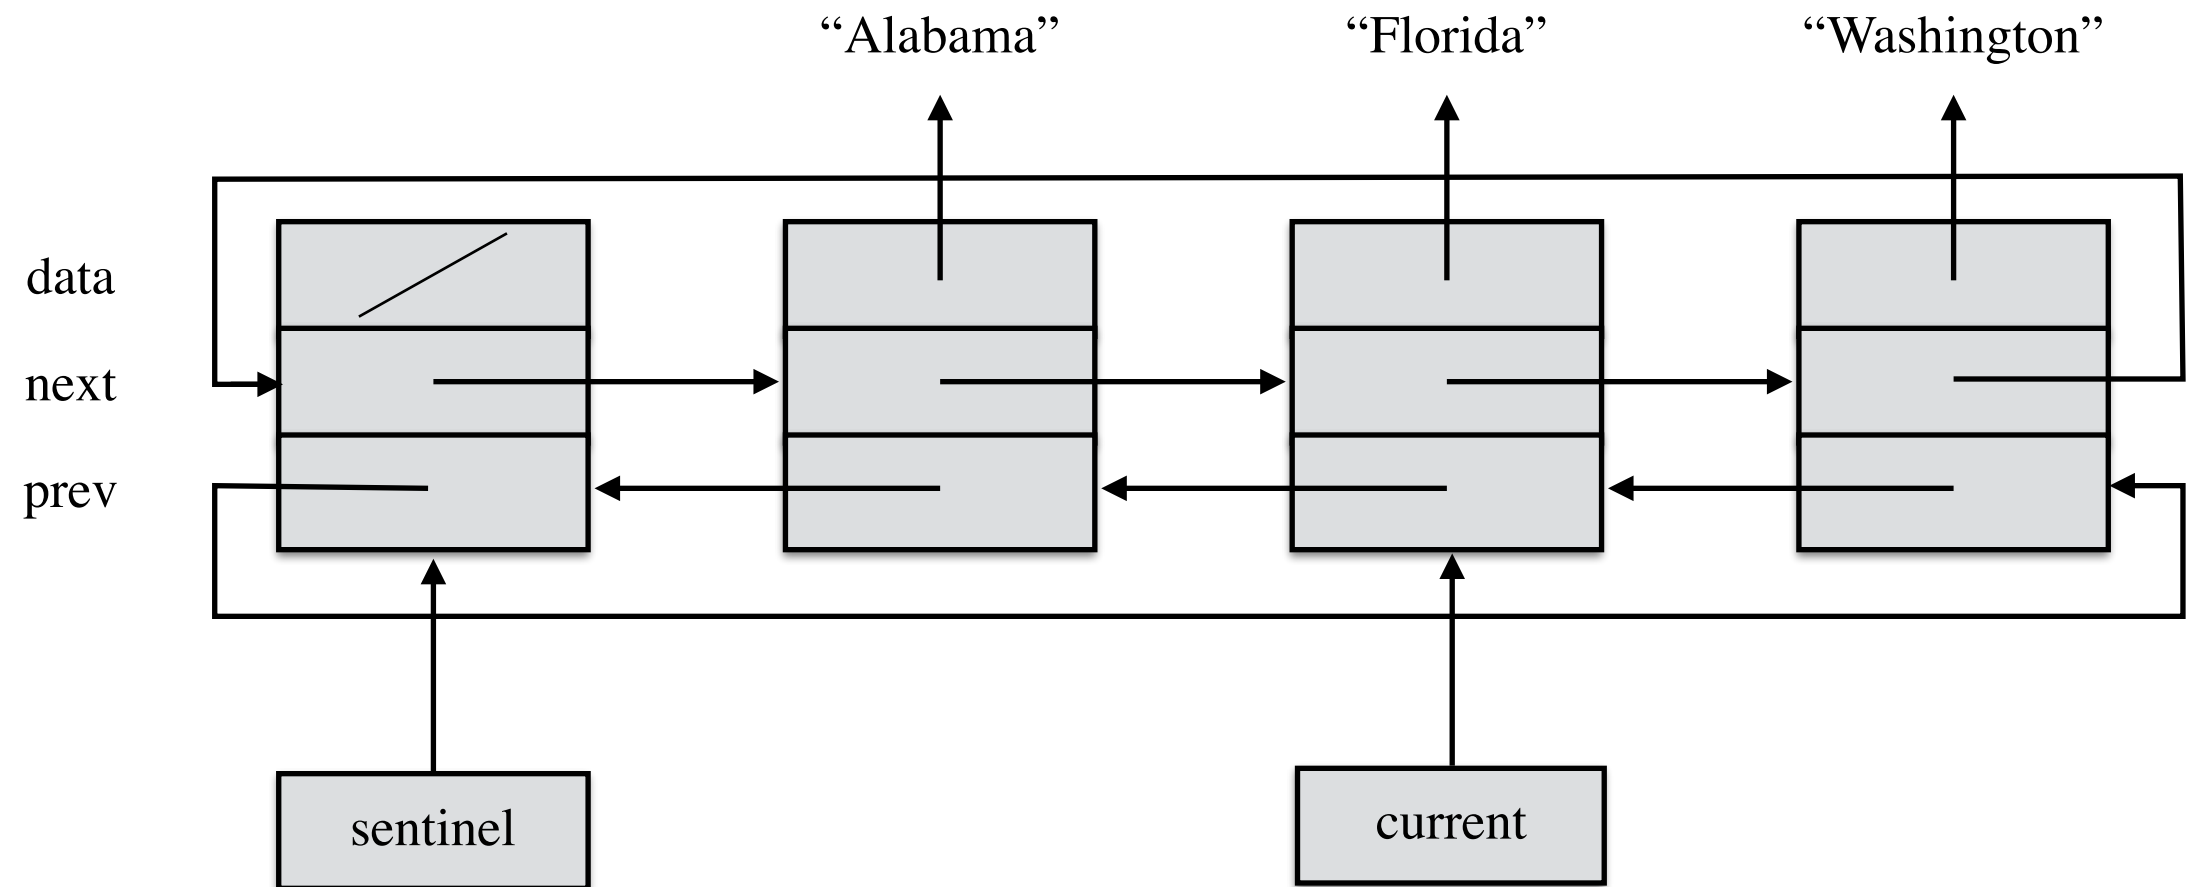 “Alabama” “Florida” “Washington”
data
next
prev
sentinel current